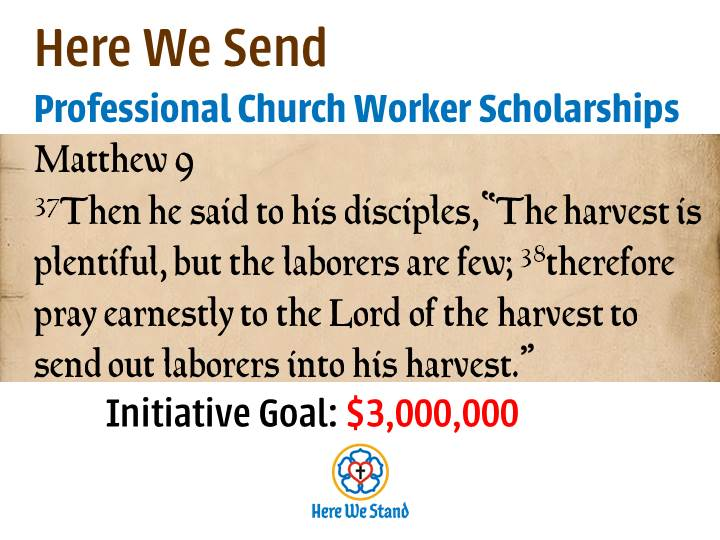 Here We Send
Professional Church Worker Scholarships
Matthew 9
³⁷Then he said to his disciples, “The harvest is
plentiful, but the laborers are few; ³⁸therefore
pray earnestly to the Lord of the harvest to
send out laborers into his harvest.”
Initiative Goal: $3,000,000
Here We Stand